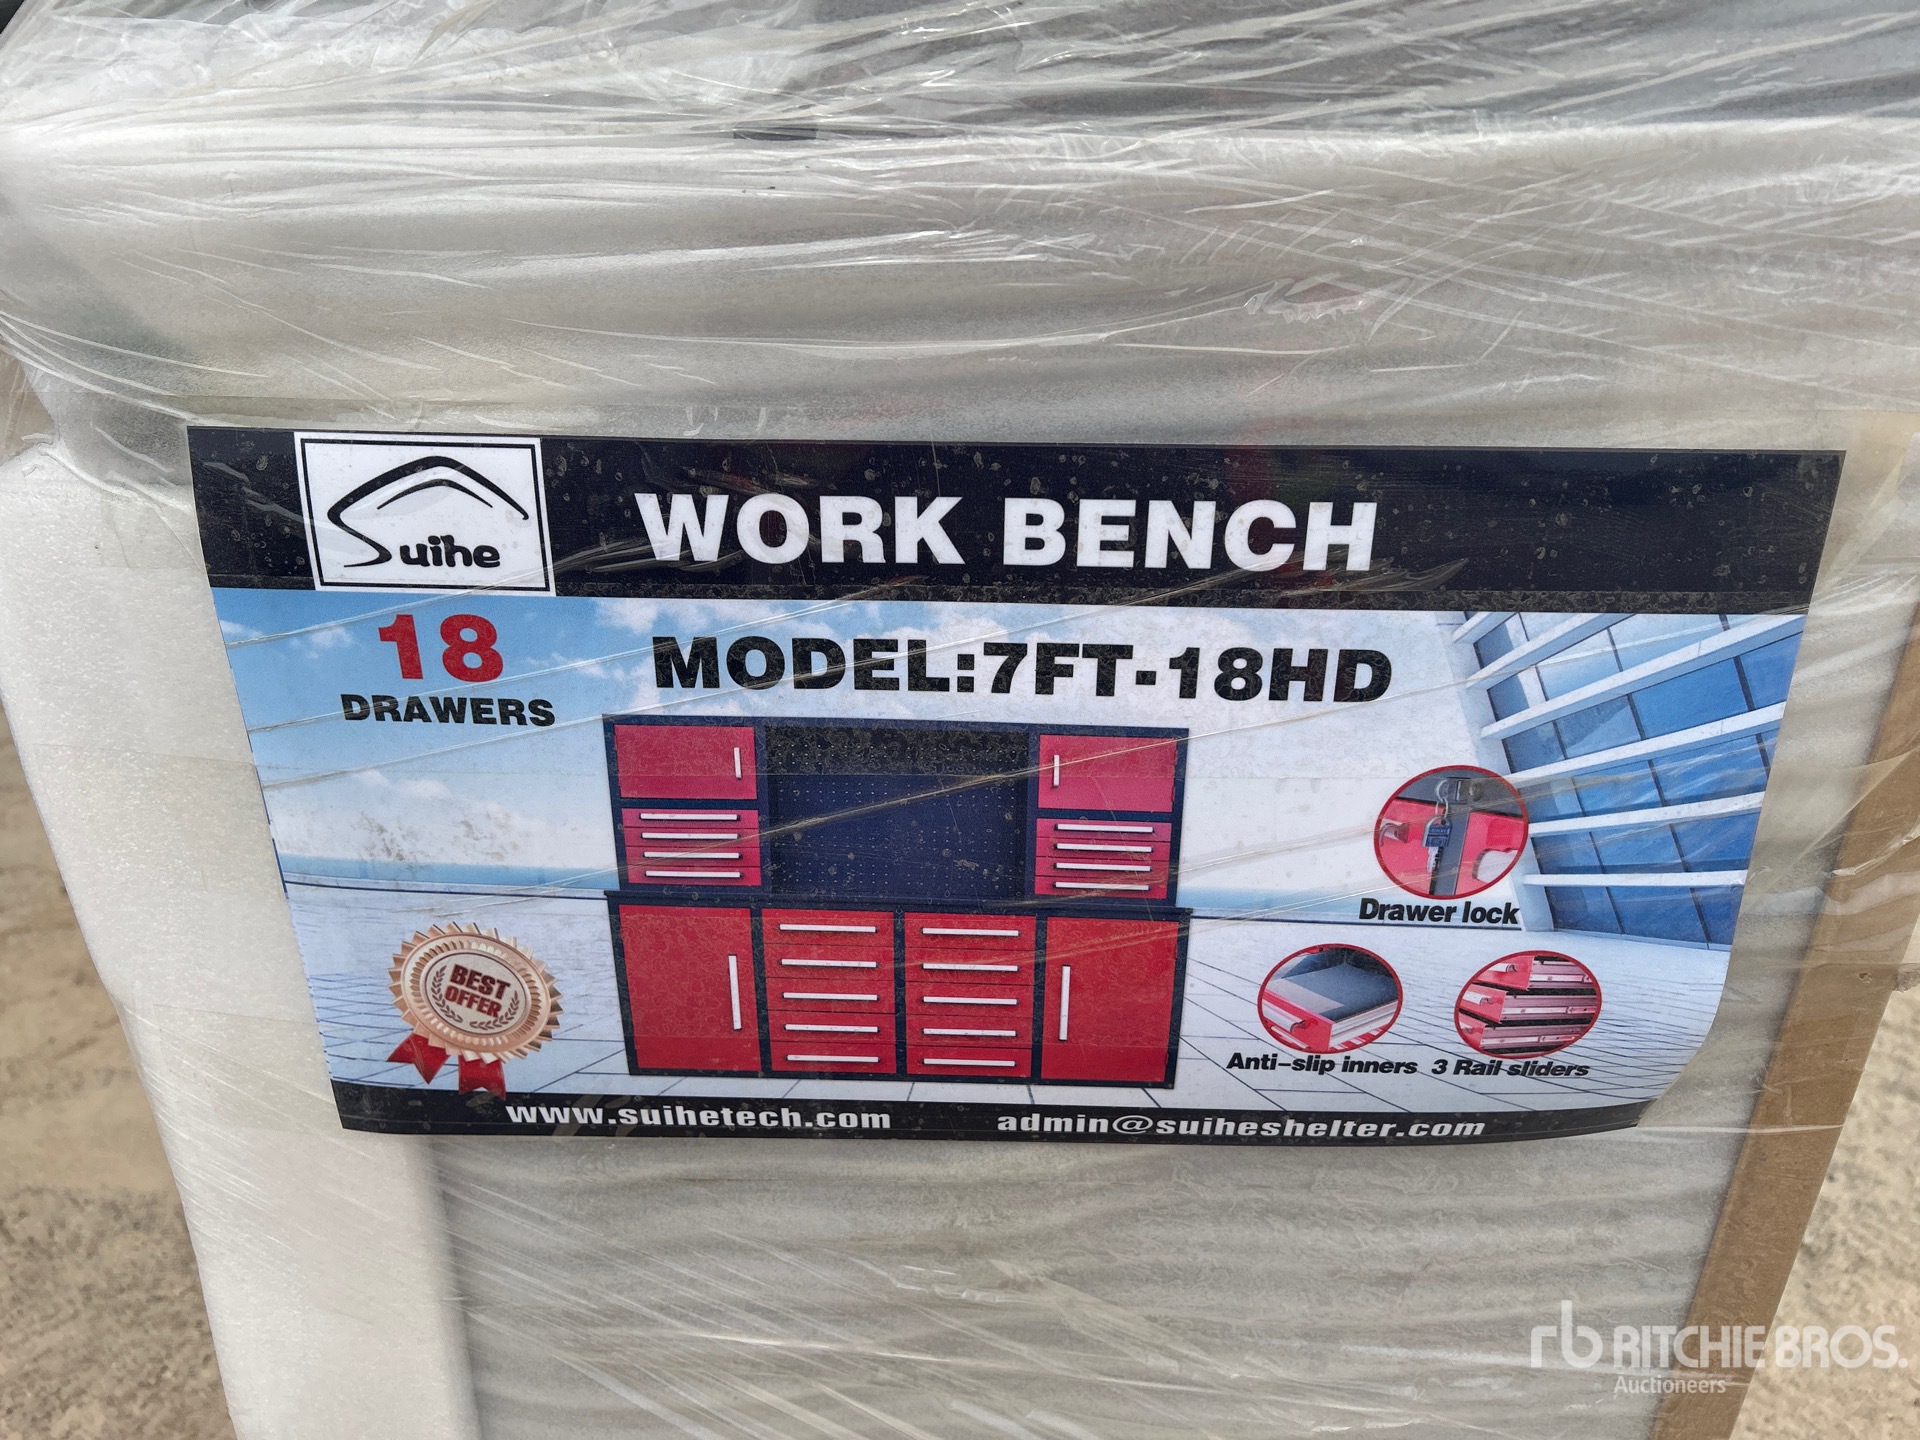 Suihe
WORK BENCH
18
DRAWERS
MODEL:7FT-18HD
Drawer lock
BEST
OFFER
Anti-slip inners
3 Rail sliders
www.suihetech.com
admin@suiheshelter.com
rb RITCHIE BROS.
Auctioneers